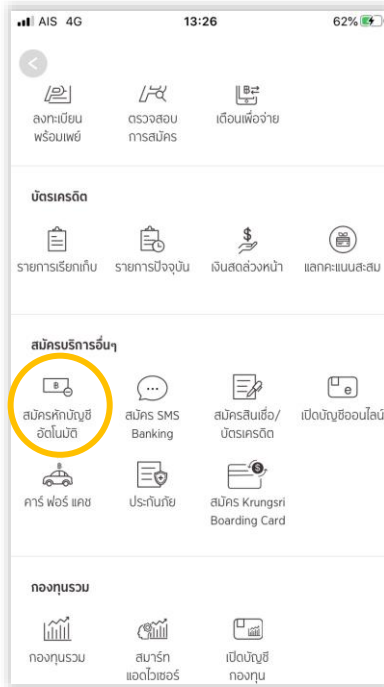 AIS 4G 13:26 62%
ลงทะเบียน ตรวจสอบ เตือนเพื่อจ่าย
พร้อมเพย์ การสมัคร
บัตรเครดิต
รายการเรียกเก็บ รายการปัจจุบัน เงินสดล่วงหน้า แลกคะแนนสะสม
สมัครบริการอื่นๆ
สมัครหักบัญชี สมัคร SMS สมัครสินเชื่อ/ เปิดบัญชีออนไลน์
อัตโนมัติ Banking บัตรเครดิต
คาร์ ฟอร์ แคช ประกันภัย สมัคร Krungsri
Boarding Card
กองทุนรวม
กองทุนรวม สมาร์ท เปิดบัญชี
แอดไวเซอร์ กองทุน